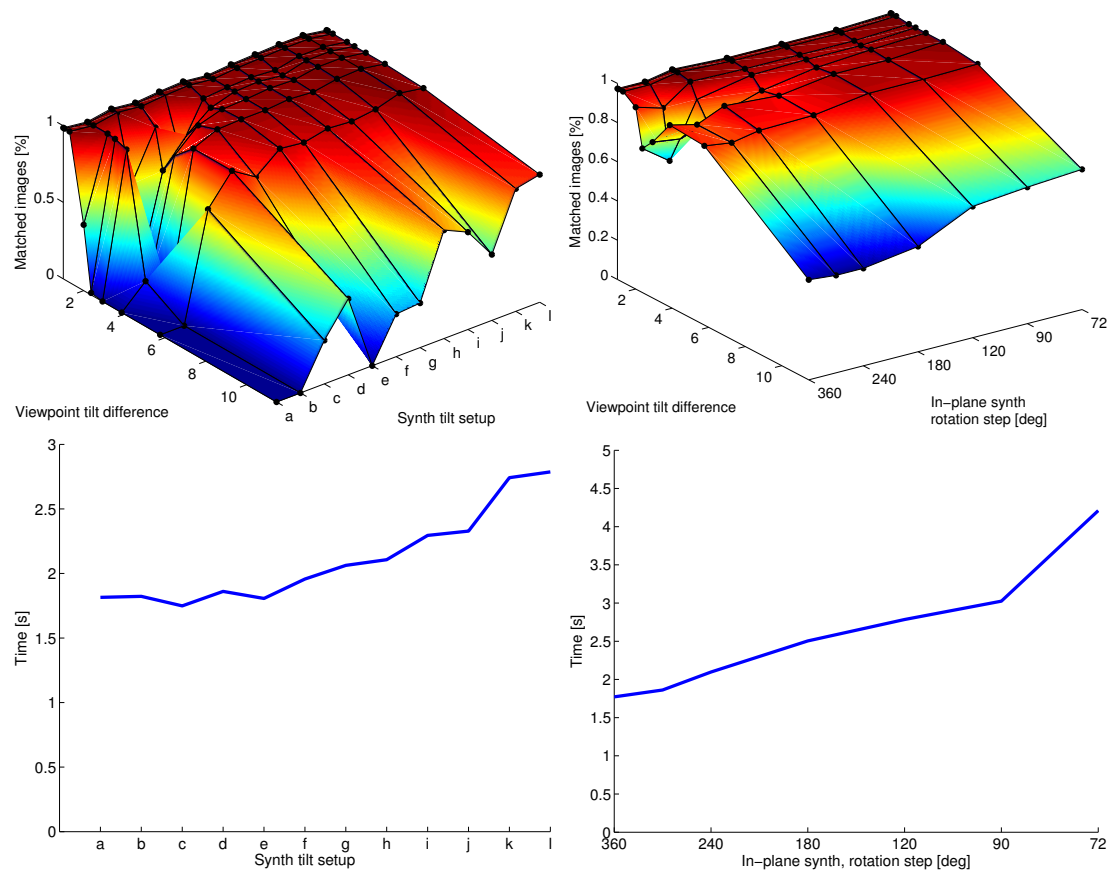 1
0.5
0
Matched images [%]
2
4
6
8
10
Viewpoint tilt difference
a
b
c
d
e
f
g
h
i
j
k
l
Synth tilt setup
1
0.8
0.6
0.4
0.2
0
Matched images [%]
2
4
6
8
10
Viewpoint tilt difference
360
240
180
120
90
72
In−plane synth
rotation step [deg]
3
2.5
2
1.5
1
0.5
0
Time [s]
a b c d e f g h i j k l
Synth tilt setup
5
4.5
4
3.5
3
2.5
2
1.5
1
0.5
0
Time [s]
360 240 180 120 90 72
In−plane synth, rotation step [deg]